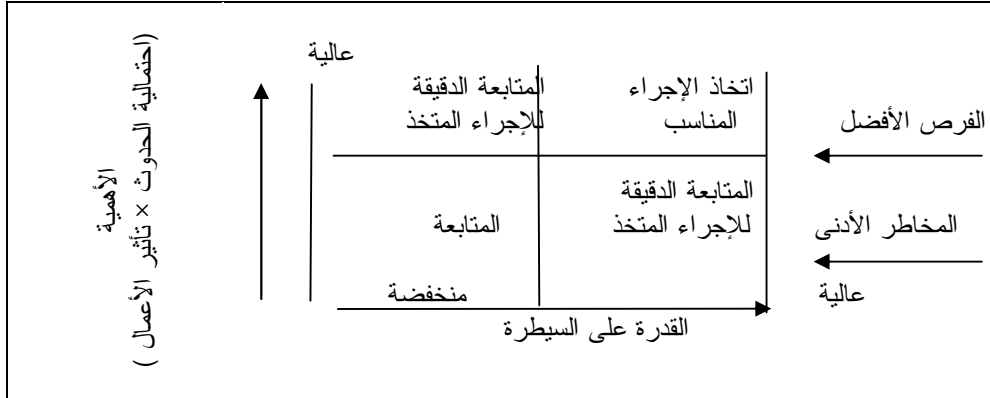 عالية
اتخاذ الإجراء
المناسب
المتابعة الدقيقة
للإجراء المتخذ
الفرص الأفضل
المتابعة الدقيقة
للإجراء المتخذ
المتابعة
المخاطر الأدنى
عالية
منخفضة
القدرة على السيطرة
الأهمية
(احتمالية الحدوث × تأثير الأعمال )